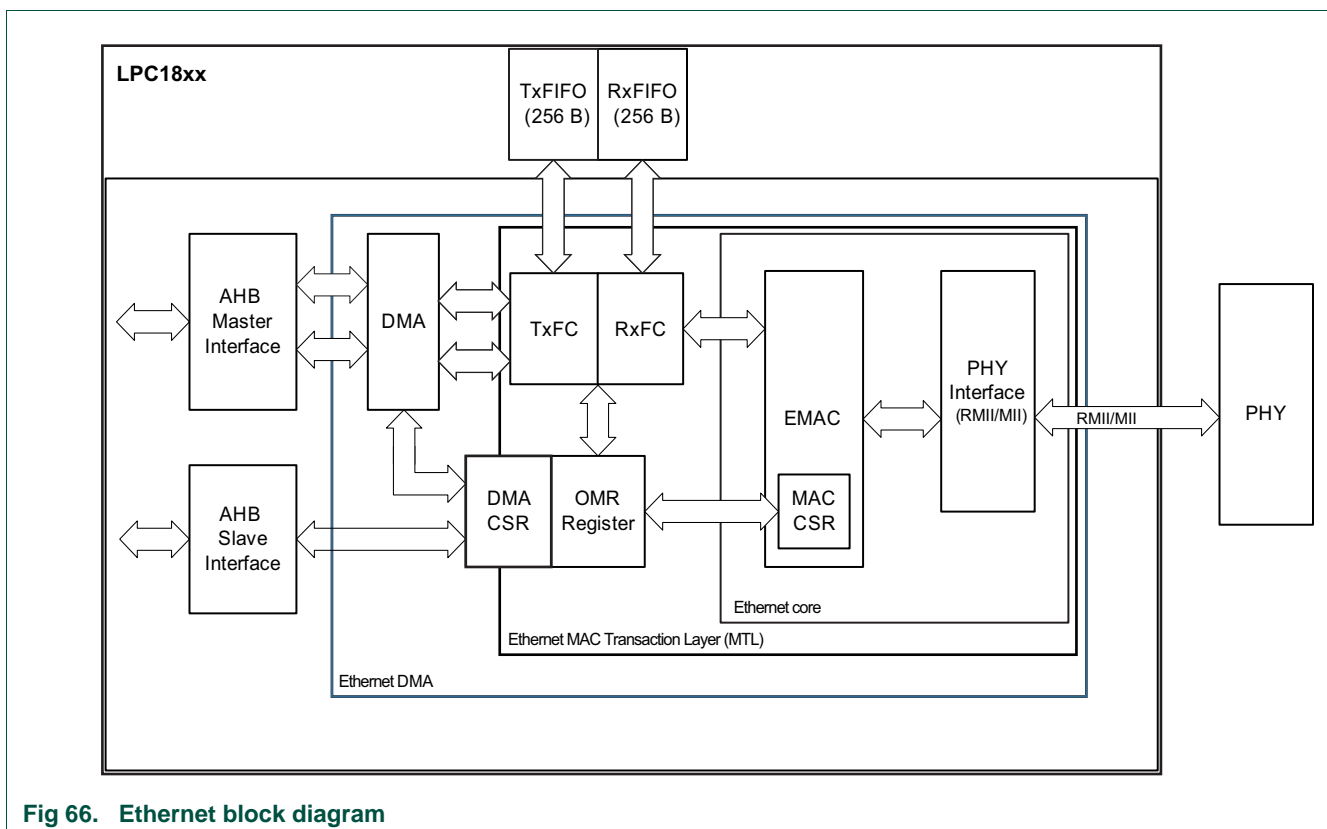 LPC18xx
TxFIFO
(256 B)
RxFIFO
(256 B)
AHB
Master
Interface
DMA
TxFC
RxFC
EMAC
PHY
Interface
(RMII/MII)
RMII/MII
PHY
AHB
Slave
Interface
DMA
CSR
OMR
Register
MAC
CSR
Ethernet core
Ethernet MAC Transaction Layer (MTL)
Ethernet DMA
Fig 66. Ethernet block diagram